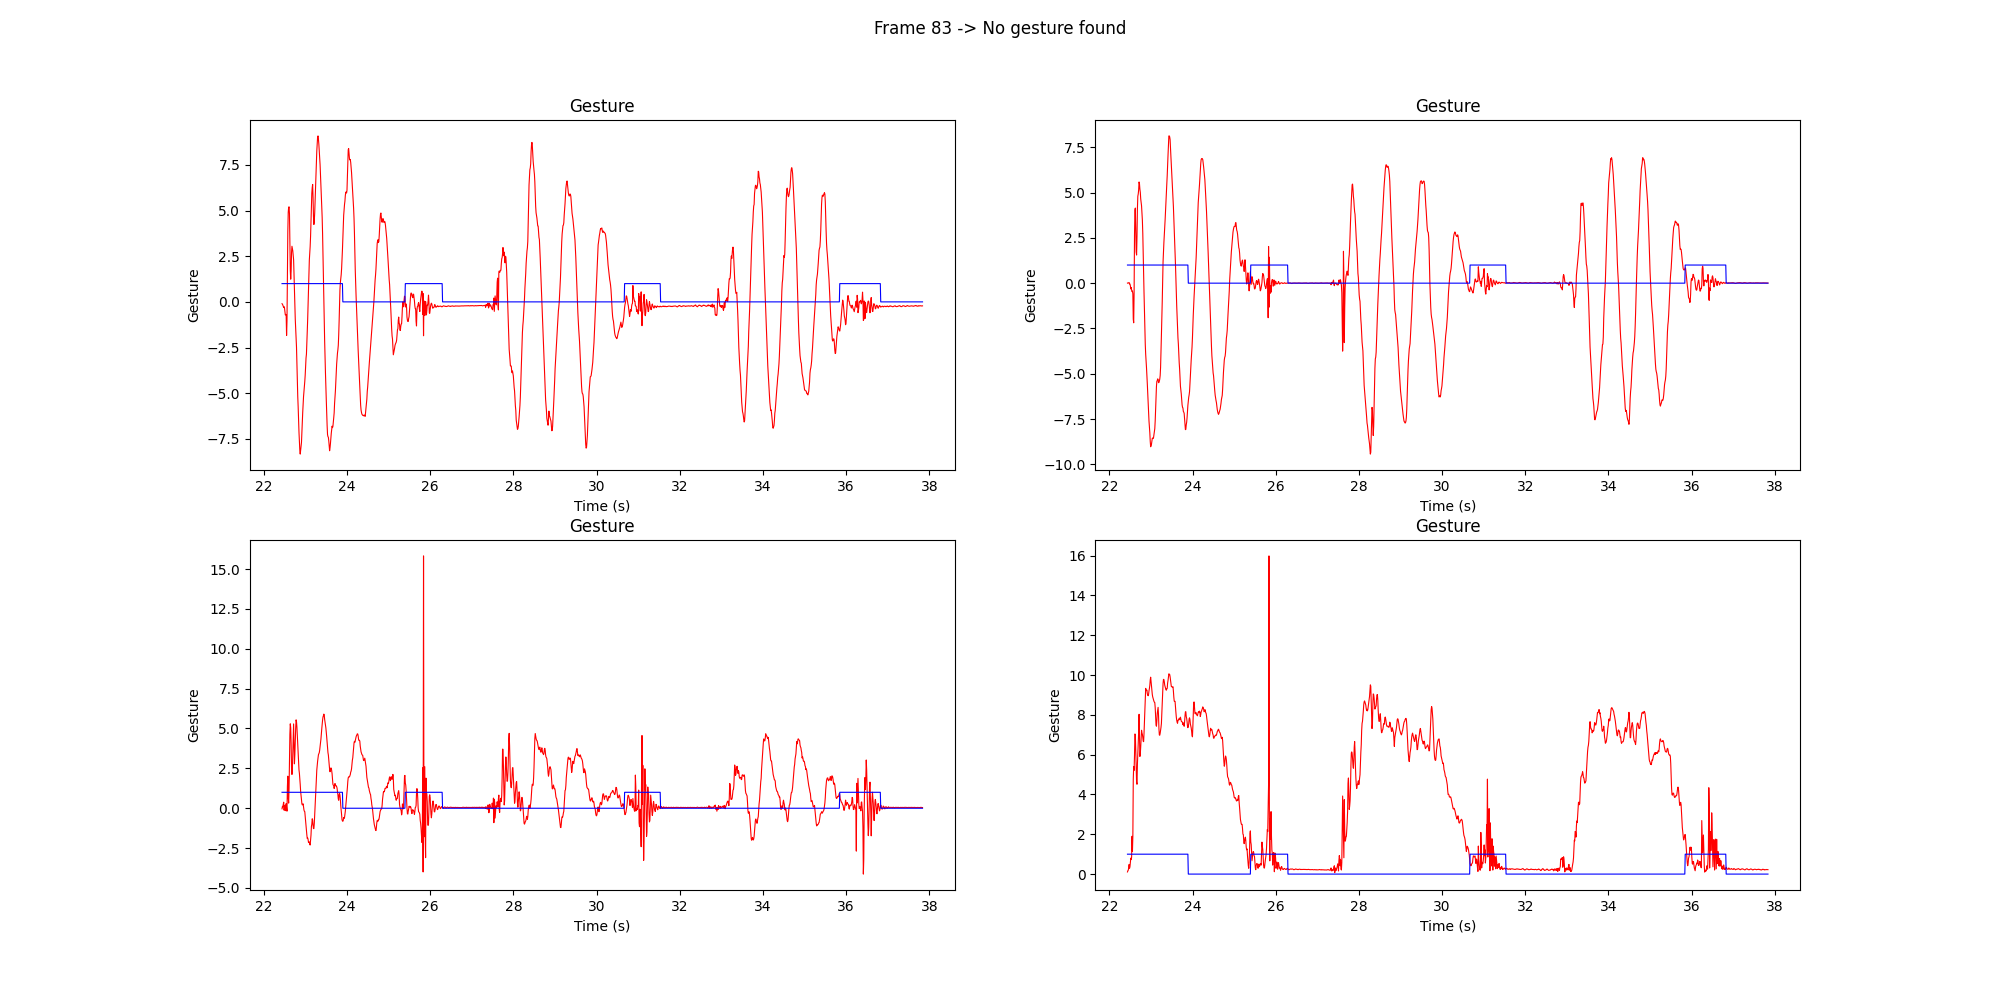 Frame 83 -> No gesture found
Gesture
Gesture
7.5
5.0
2.5
0.0
−2.5
−5.0
−7.5
Gesture
22 24 26 28 30 32 34 36 38
Time (s)
Gesture
7.5
5.0
2.5
0.0
−2.5
−5.0
−7.5
−10.0
Gesture
22 24 26 28 30 32 34 36 38
Time (s)
Gesture
15.0
12.5
10.0
7.5
5.0
2.5
0.0
−2.5
−5.0
Gesture
22 24 26 28 30 32 34 36 38
Time (s)
Gesture
16
14
12
10
8
6
4
2
0
22 24 26 28 30 32 34 36 38
Time (s)